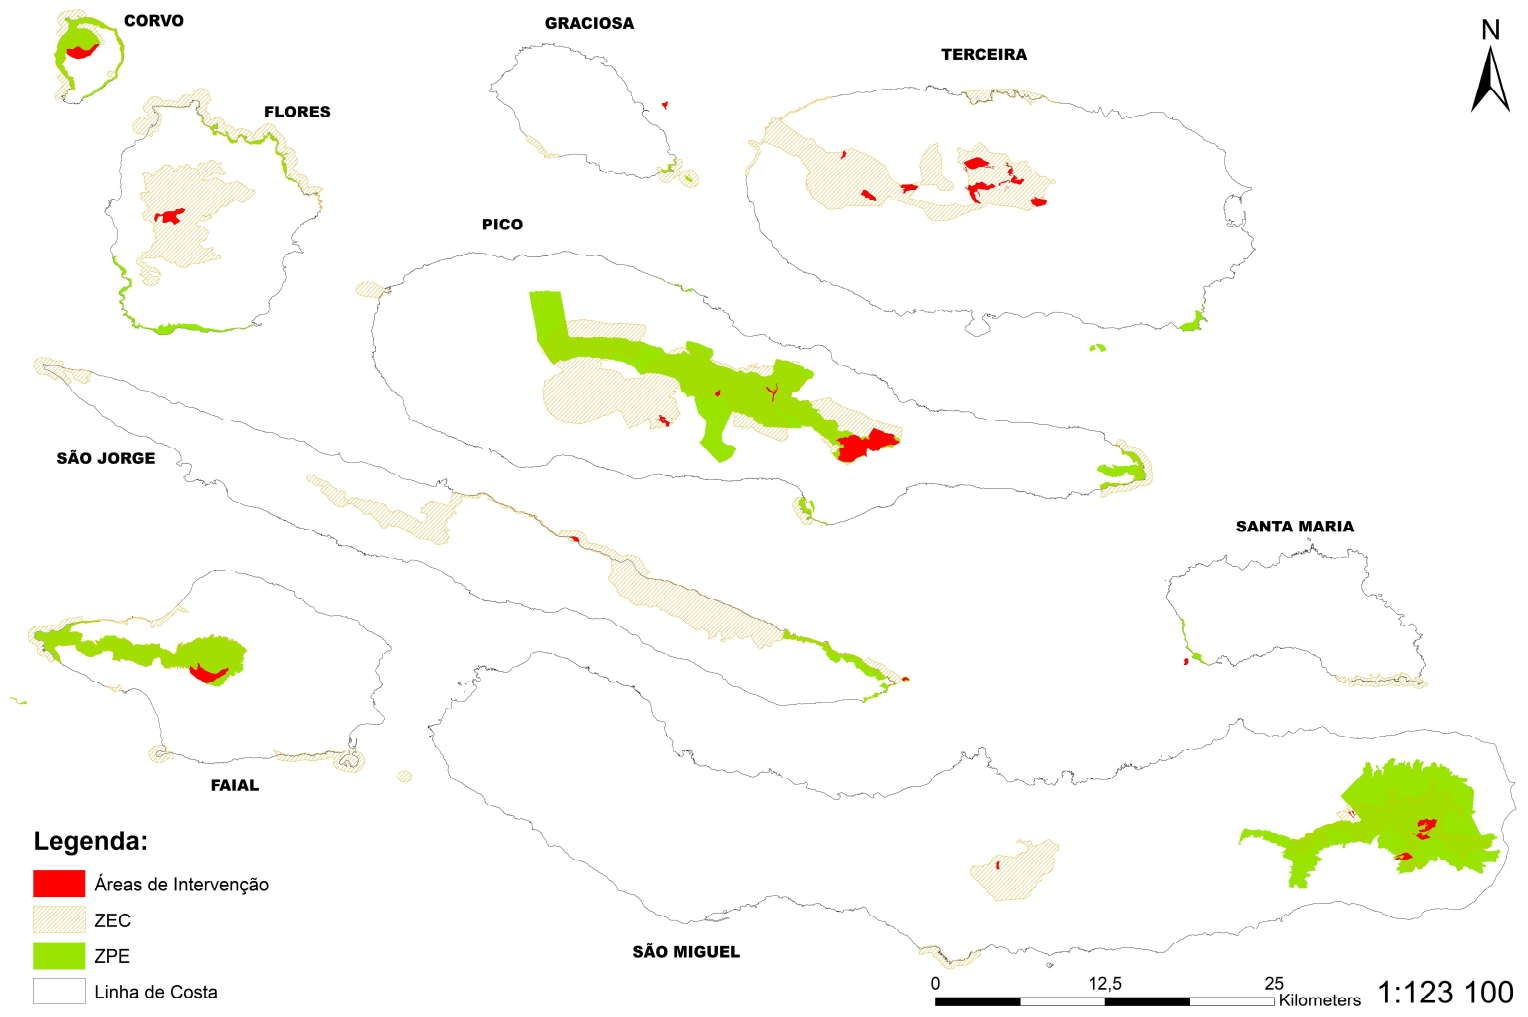 CORVO
GRACIOSA
N
TERCEIRA
FLORES
PICO
SÃO JORGE
SANTA MARIA
FAIAL
Legenda:
Áreas de Intervenção
ZEC
ZPE
Linha de Costa
SÃO MIGUEL
0 12,5 25
Kilometers
1:123 100